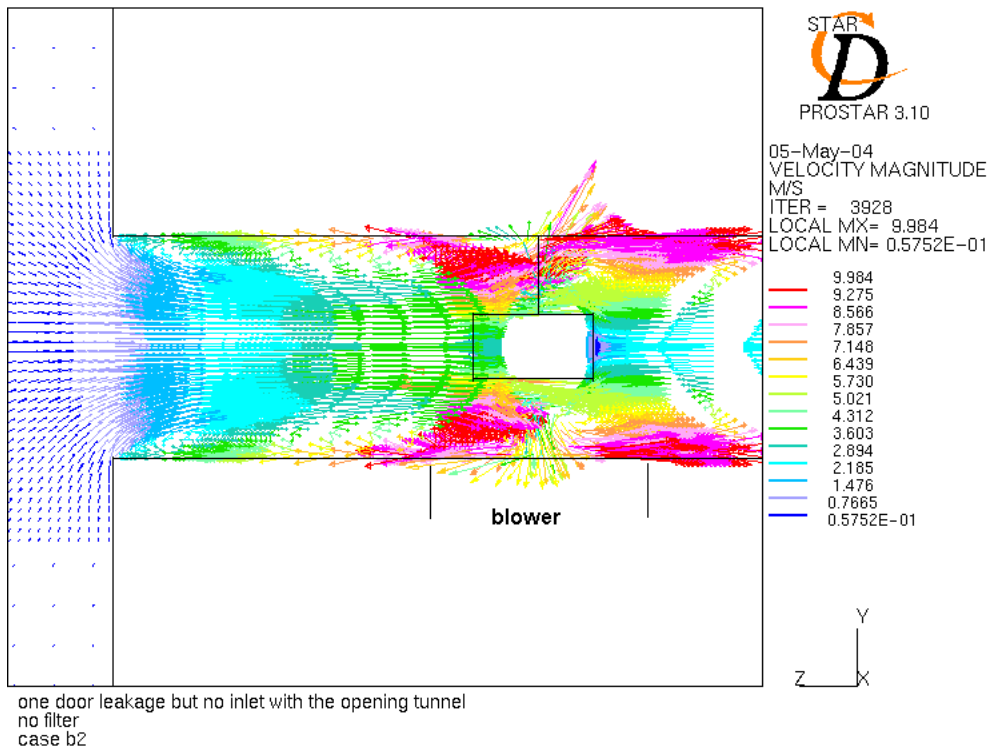 STAR
CD
PROSTAR 3.10
05-May-04
VELOCITY MAGNITUDE
M/S
ITER = 3928
LOCAL MX= 9.984
LOCAL MN= 0.5752E-01
9.984
9.275
8.566
7.857
7.148
6.439
5.730
5.021
4.312
3.603
2.894
2.185
1.476
0.7665
0.5752E-01
blower
Y
Z
X
one door leakage but no inlet with the opening tunnel
no filter
case b2